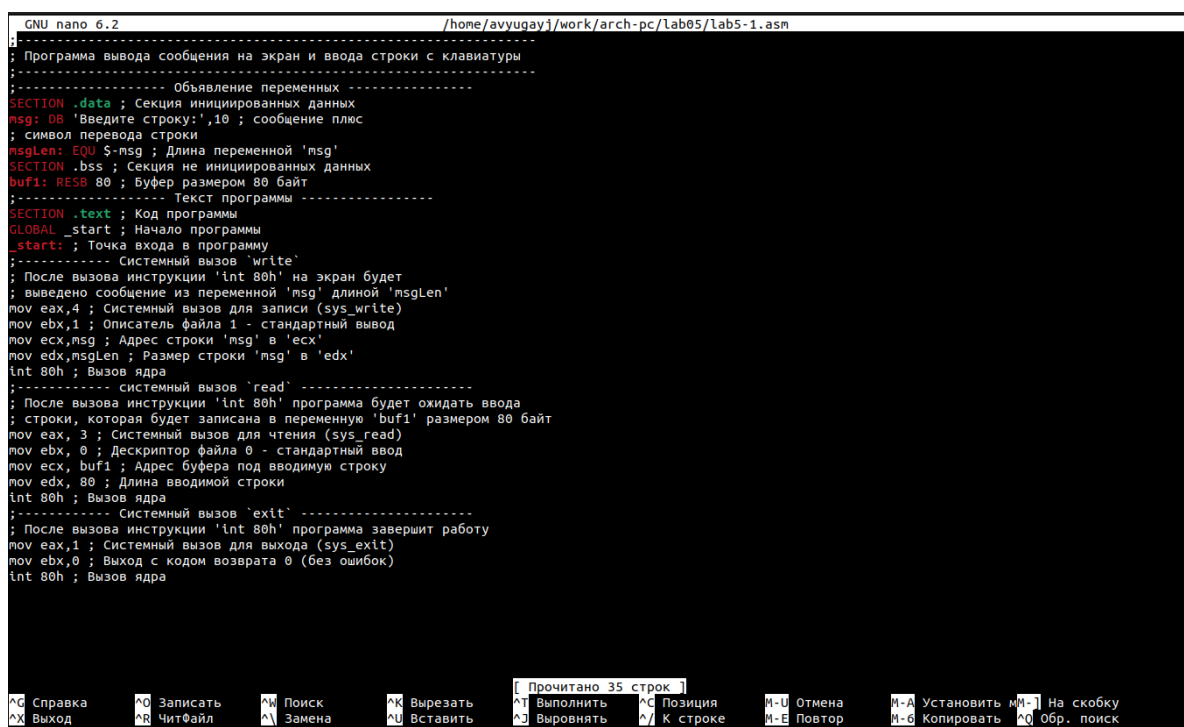 GNU nano 6.2 /home/avyugayj/work/arch-pc/lab05/lab5-1.asm
;--------------------------------------------------------------------
; Программа вывода сообщения на экран и ввода строки с клавиатуры
;--------------------------------------------------------------------
;------------------- Объявление переменных ----------------
SECTION .data ; Секция инициированных данных
msg: DB 'Введите строку:',10 ; сообщение плюс
; символ перевода строки
msgLen: EQU $-msg ; Длина переменной 'msg'
SECTION .bss ; Секция не инициированных данных
buf1: RESB 80 ; Буфер размером 80 байт
;------------------- Текст программы -----------------
SECTION .text ; Код программы
GLOBAL _start ; Начало программы
_start: ; Точка входа в программу
;------------ Системный вызов `write`
; После вызова инструкции 'int 80h' на экран будет
; выведено сообщение из переменной 'msg' длиной 'msgLen'
mov eax,4 ; Системный вызов для записи (sys_write)
mov ebx,1 ; Описатель файла 1 - стандартный вывод
mov ecx,msg ; Адрес строки 'msg' в 'ecx'
mov edx,msgLen ; Размер строки 'msg' в 'edx'
int 80h ; Вызов ядра
;------------ системный вызов `read` ----------------------
; После вызова инструкции 'int 80h' программа будет ожидать ввода
; строки, которая будет записана в переменную 'buf1' размером 80 байт
mov eax, 3 ; Системный вызов для чтения (sys_read)
mov ebx, 0 ; Дескриптор файла 0 - стандартный ввод
mov ecx, buf1 ; Адрес буфера под вводимую строку
mov edx, 80 ; Длина вводимой строки
int 80h ; Вызов ядра
;------------ Системный вызов `exit` ----------------------
; После вызова инструкции 'int 80h' программа завершит работу
mov eax,1 ; Системный вызов для выхода (sys_exit)
mov ebx,0 ; Выход с кодом возврата 0 (без ошибок)
int 80h ; Вызов ядра
[ Прочитано 35 строк ]
^G Справка ^O Записать ^W Поиск ^K Вырезать ^T Выполнить ^C Позиция M-U Отмена M-A Установить мM-] На скобку
^X Выход ^R ЧитФайл ^\ Замена ^U Вставить ^J Выровнять ^/ К строке M-E Повтор M-6 Копировать ^Q Обр. поиск